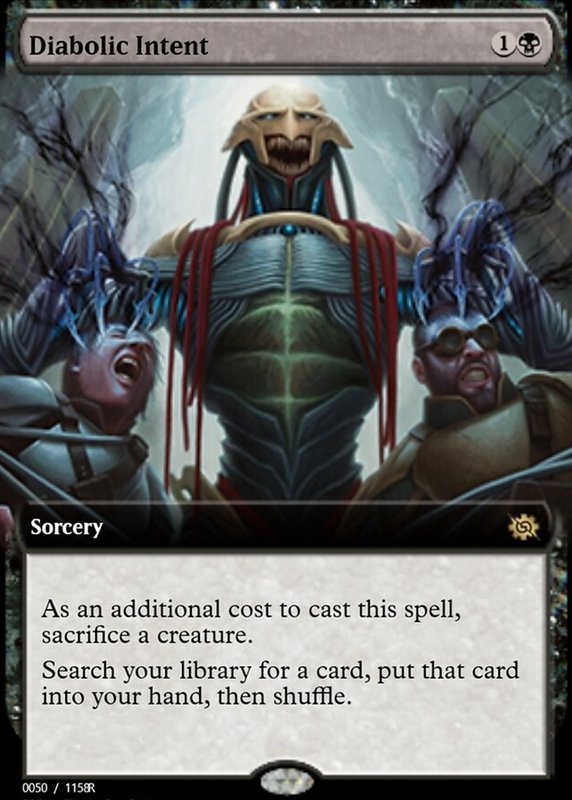 Diabolic Intent 1
Sorcery
As an additional cost to cast this spell,
sacrifice a creature.
Search your library for a card, put that card
into your hand, then shuffle.
0050 / 1158R